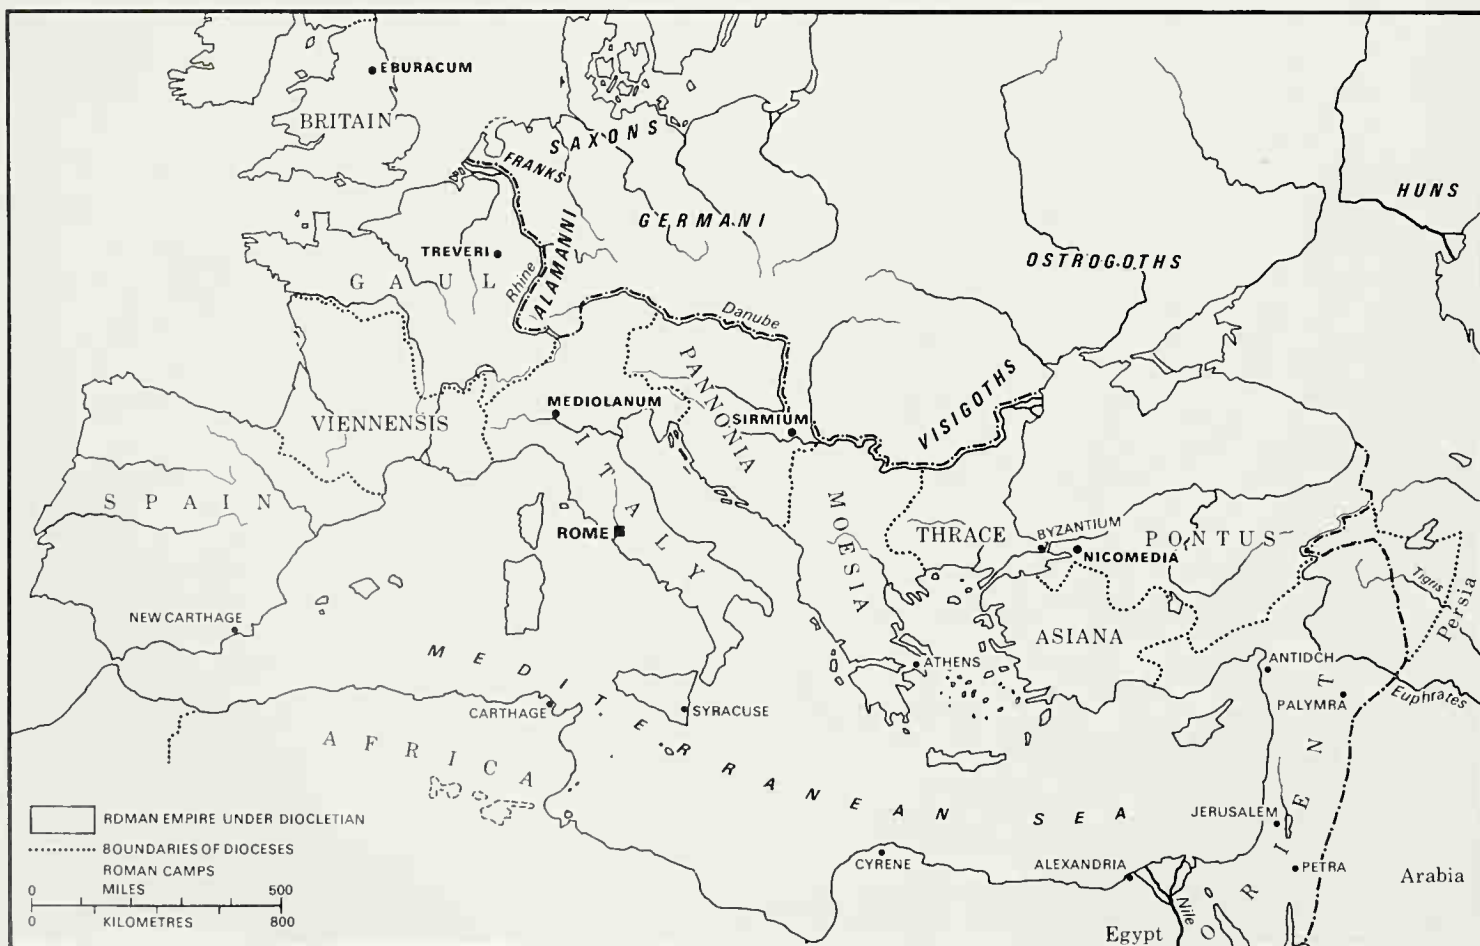 EBURACUM
BRITAIN
SAXONS
FRANKS
HUNS
GERMANI
ALAMANNI
TREVERI
GAUL
Rhine
OSTROGOTHS
Danube
PANNONIA
VISIGOTHS
MEDIOLANUM
SIRMIUM
VIENNENSIS
ITALY
SPAIN
MOESIA
ROME
THRACE
BYZANTIUM
PONTUS
NICOMEDIA
Tigris
Persia
NEW CARTHAGE
ASIANA
ATHENS
ANTIDCH
MEDITERRANEAN SEA
PALYMRA
Euphrates
CARTHAGE
SYRACUSE
AFRICA
ORIENT
JERUSALEM
CYRENE
ALEXANDRIA
PETRA
Arabia
Nile
Egypt
RDMAN EMPIRE UNDER DIOCLETIAN
BOUNDARIES OF DIOCESES
ROMAN CAMPS
0 MILES 500
0 KILOMETRES 800